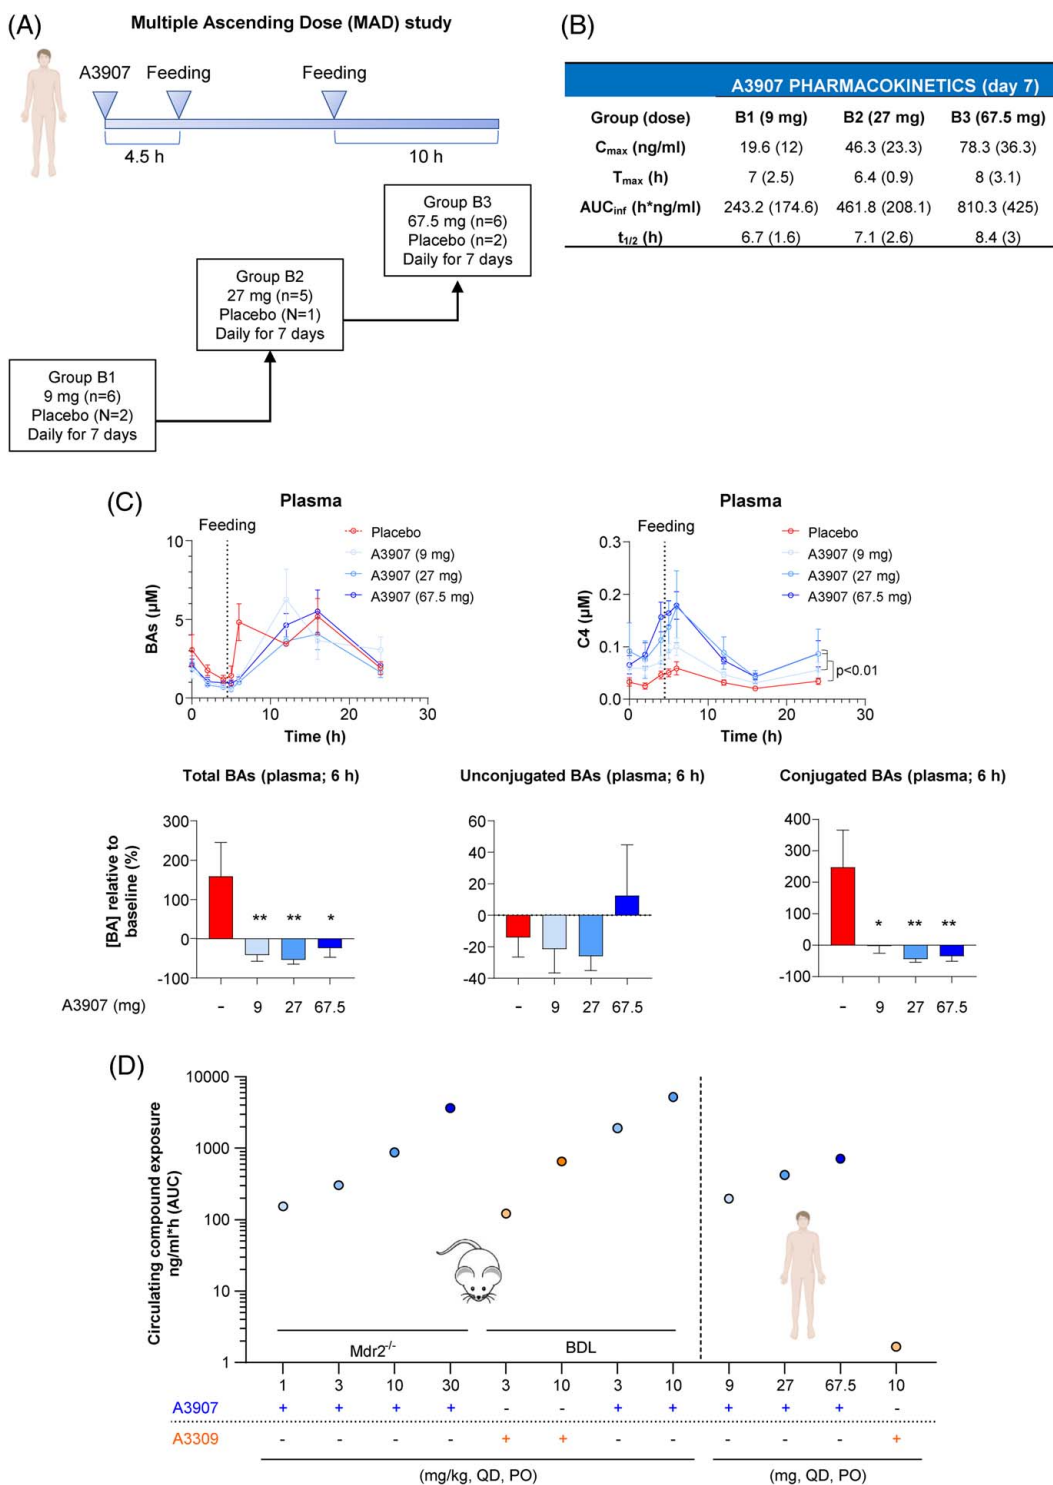 (A)
Multiple Ascending Dose (MAD) study
A3907 Feeding Feeding
4.5 h 10 h
Group B3
67.5 mg (n=6)
Placebo (n=2)
Daily for 7 days
Group B2
27 mg (n=5)
Placebo (N=1)
Daily for 7 days
Group B1
9 mg (n=6)
Placebo (N=2)
Daily for 7 days
(B)
A3907 PHARMACOKINETICS (day 7)
Group (dose) B1 (9 mg) B2 (27 mg) B3 (67.5 mg)
Cmax (ng/ml) 19.6 (12) 46.3 (23.3) 78.3 (36.3)
Tmax (h) 7 (2.5) 6.4 (0.9) 8 (3.1)
AUCinf (h*ng/ml) 243.2 (174.6) 461.8 (208.1) 810.3 (425)
t1/2 (h) 6.7 (1.6) 7.1 (2.6) 8.4 (3)
(C)
Plasma
Feeding
Placebo
A3907 (9 mg)
A3907 (27 mg)
A3907 (67.5 mg)
BAs (µM)
10
5
0
0 10 20 30
Time (h)
Plasma
Feeding
Placebo
A3907 (9 mg)
A3907 (27 mg)
A3907 (67.5 mg)
C4 (µM)
0.3
0.2
0.1
0.0
p<0.01
0 10 20 30
Time (h)
Total BAs (plasma; 6 h)
[BA] relative to
baseline (%)
300
200
100
0
-100
** ** *
A3907 (mg) - 9 27 67.5
Unconjugated BAs (plasma; 6 h)
60
40
20
0
-20
-40
- 9 27 67.5
Conjugated BAs (plasma; 6 h)
400
300
200
100
0
-100
* ** **
- 9 27 67.5
(D)
Circulating compound exposure
ng/ml*h (AUC)
10000
1000
100
10
1
Mdr2-/- BDL
1 3 10 30 3 10 3 10 9 27 67.5 10
A3907 + + + + - - + + + + + -
A3309 - - - - + + - - - - - +
(mg/kg, QD, PO) (mg, QD, PO)